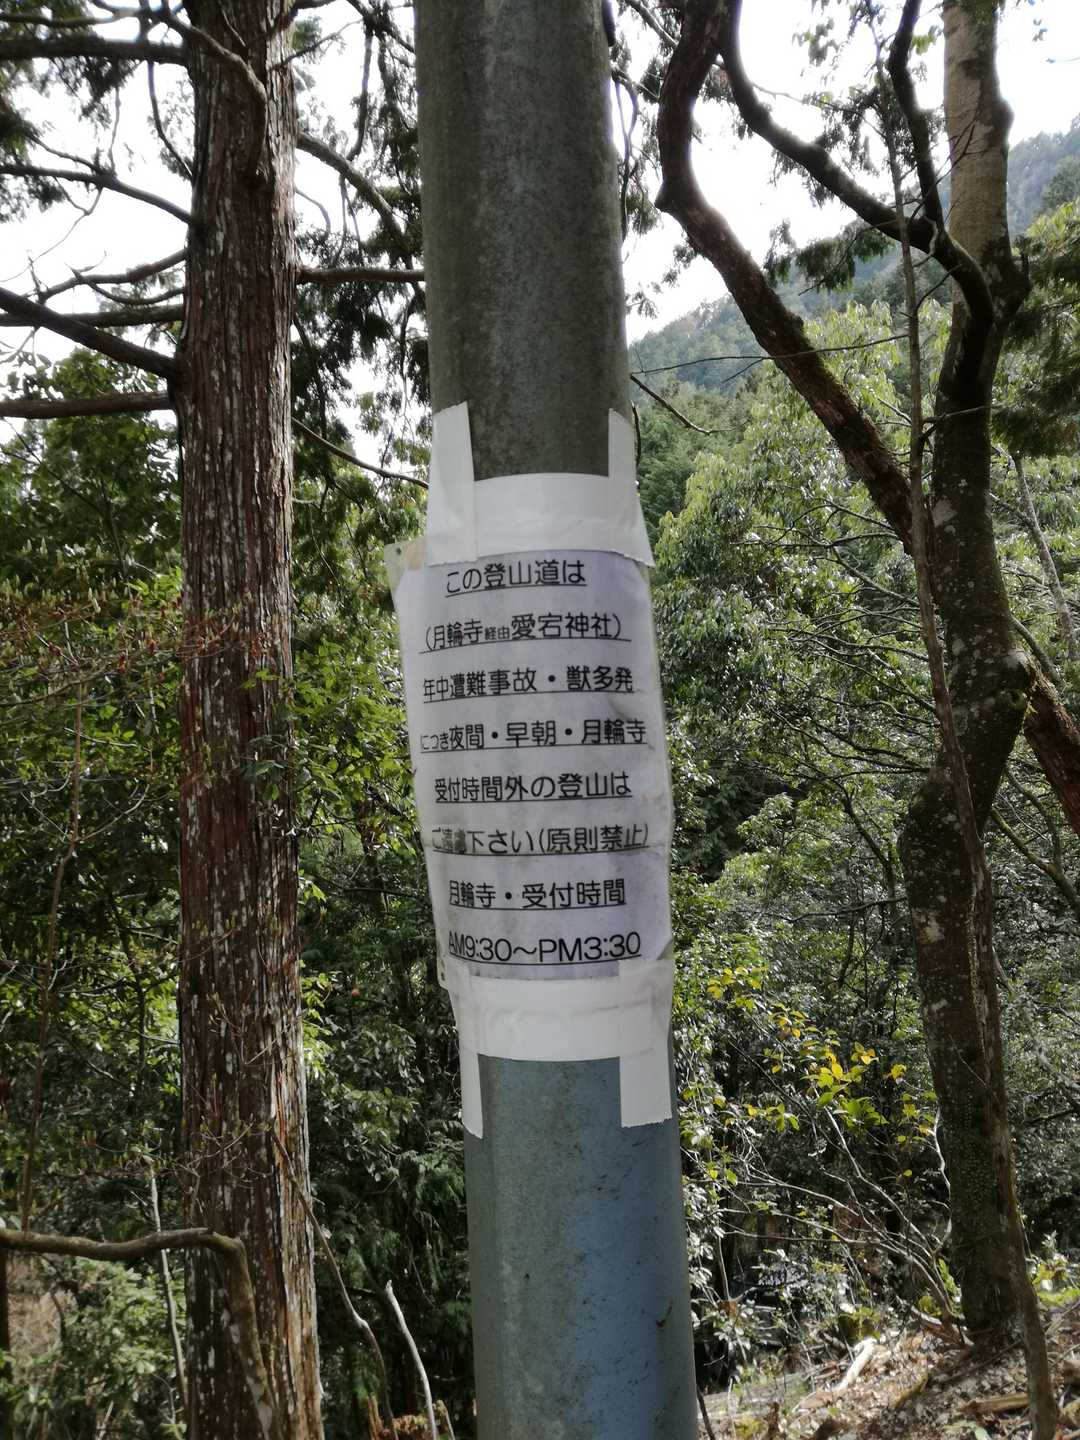 この登山道は
（月輪寺経由愛宕神社）
年中遭難事故・獣多発
につき夜間・早朝・月輪寺
受付時間外の登山は
ご遠慮下さい（原則禁止）
月輪寺・受付時間
AM9:30～PM3:30